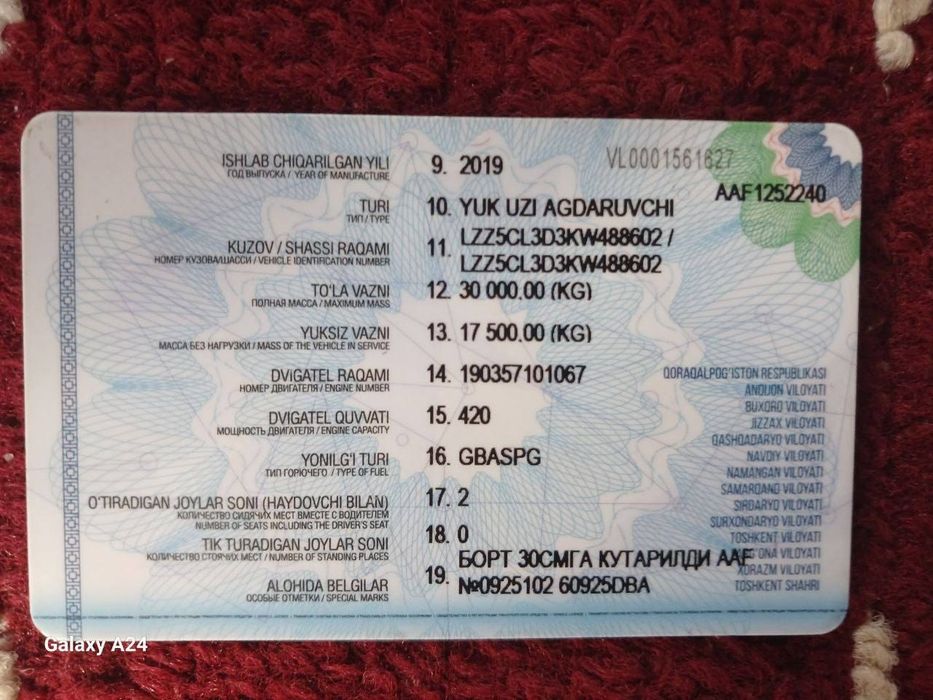 VL0001561627
AAF1252240
ISHLAB CHIQARILGAN YILI 9. 2019
ГОД ВЫПУСКА / YEAR OF MANUFACTURE
TURI 10. YUK UZI AGDARUVCHI
ТИП / TYPE
KUZOV / SHASSI RAQAMI 11. LZZ5CL3D3KW488602 /
НОМЕР КУЗОВА/ШАССИ / VEHICLE IDENTIFICATION NUMBER LZZ5CL3D3KW488602
TO'LA VAZNI 12. 30 000.00 (KG)
ПОЛНАЯ МАССА / MAXIMUM MASS
YUKSIZ VAZNI 13. 17 500.00 (KG)
МАССА БЕЗ НАГРУЗКИ / MASS OF THE VEHICLE IN SERVICE
DVIGATEL RAQAMI 14. 190357101067
НОМЕР ДВИГАТЕЛЯ / ENGINE NUMBER
DVIGATEL QUVVATI 15. 420
МОЩНОСТЬ ДВИГАТЕЛЯ / ENGINE CAPACITY
YONILG'I TURI 16. GBASPG
ТИП ГОРЮЧЕГО / TYPE OF FUEL
O'TIRADIGAN JOYLAR SONI (HAYDOVCHI BILAN) 17. 2
КОЛИЧЕСТВО СИДЯЧИХ МЕСТ ВМЕСТЕ С ВОДИТЕЛЕМ
NUMBER OF SEATS INCLUDING THE DRIVER'S SEAT
TIK TURADIGAN JOYLAR SONI 18. 0
КОЛИЧЕСТВО СТОЯЧИХ МЕСТ / NUMBER OF STANDING PLACES
ALOHIDA BELGILAR 19. БОРТ 30СМГА КУТАРИЛДИ AAF
ОСОБЫЕ ОТМЕТКИ / SPECIAL MARKS №0925102 60925DBA
QORAQALPOG'ISTON RESPUBLIKASI
ANDIJON VILOYATI
BUXORO VILOYATI
JIZZAX VILOYATI
QASHQADARYO VILOYATI
NAVOIY VILOYATI
NAMANGAN VILOYATI
SAMARQAND VILOYATI
SIRDARYO VILOYATI
SURXONDARYO VILOYATI
TOSHKENT VILOYATI
VILOYATI
XORAZM VILOYATI
TOSHKENT SHAHRI
Galaxy A24